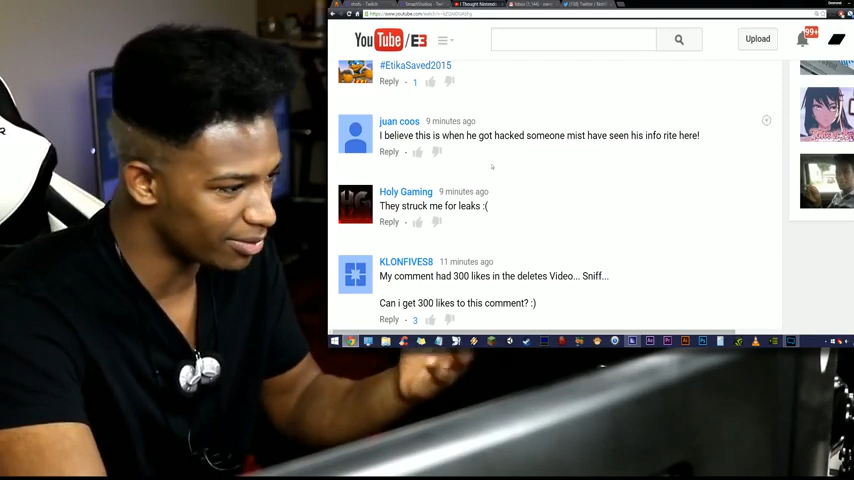 YouTube /E3
Upload
99+
#EtikaSaved2015
Reply · 1
juan coos 9 minutes ago
I believe this is when he got hacked someone mist have seen his info rite here!
Reply ·
Holy Gaming 9 minutes ago
They struck me for leaks :(
Reply ·
KLONFIVES8 11 minutes ago
My comment had 300 likes in the deletes Video... Sniff...
Can i get 300 likes to this comment? :)
Reply · 3